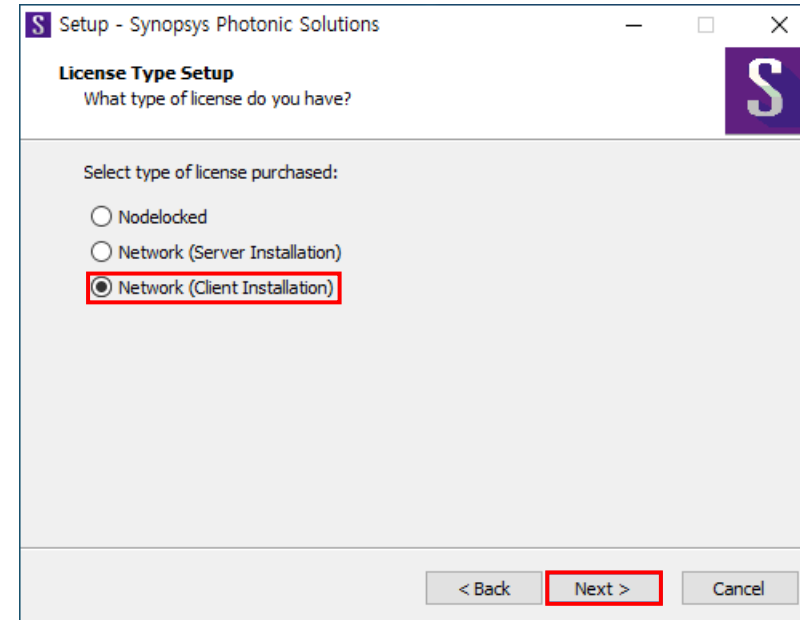 S Setup - Synopsys Photonic Solutions
License Type Setup
What type of license do you have?
S
Select type of license purchased:
Nodelocked
Network (Server Installation)
Network (Client Installation)
< Back Next > Cancel